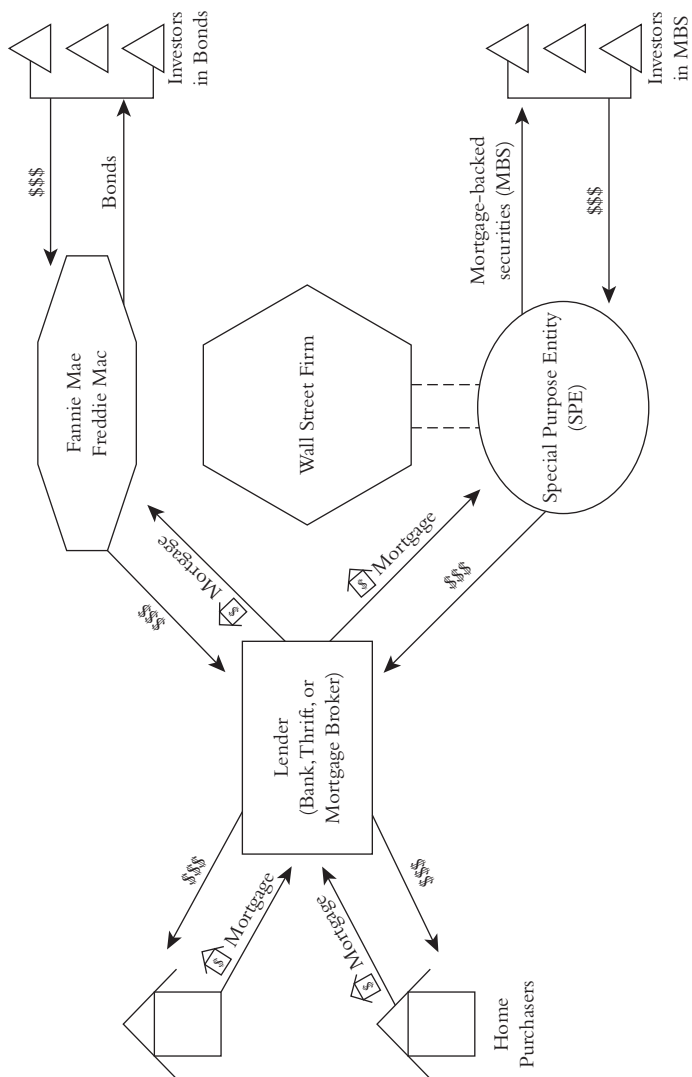 $$$
$ Mortgage
$ Mortgage
$$$
Home
Purchasers
Lender
(Bank, Thrift, or
Mortgage Broker)
$$$
$ Mortgage
$ Mortgage
$$$
Fannie Mae
Freddie Mac
Wall Street Firm
Special Purpose Entity
(SPE)
$$$
Bonds
Mortgage-backed
securities (MBS)
$$$
Investors
in Bonds
Investors
in MBS